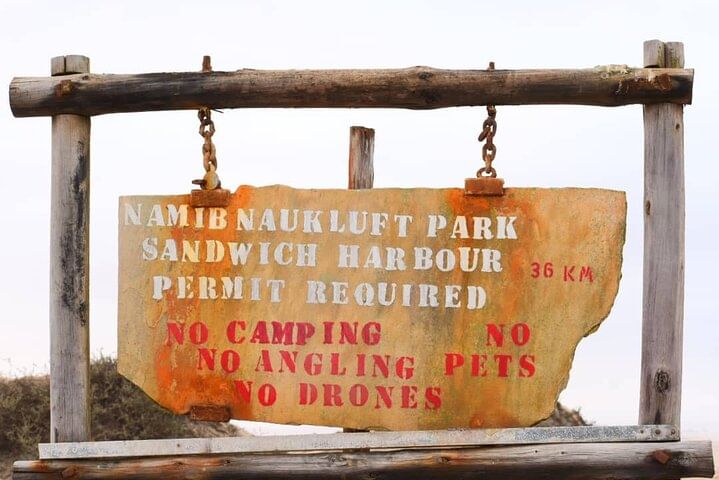 NAMIB NAUKLUFT PARK
SANDWICH HARBOUR
36 KM
PERMIT REQUIRED
NO CAMPING NO
NO ANGLING PETS
NO DRONES